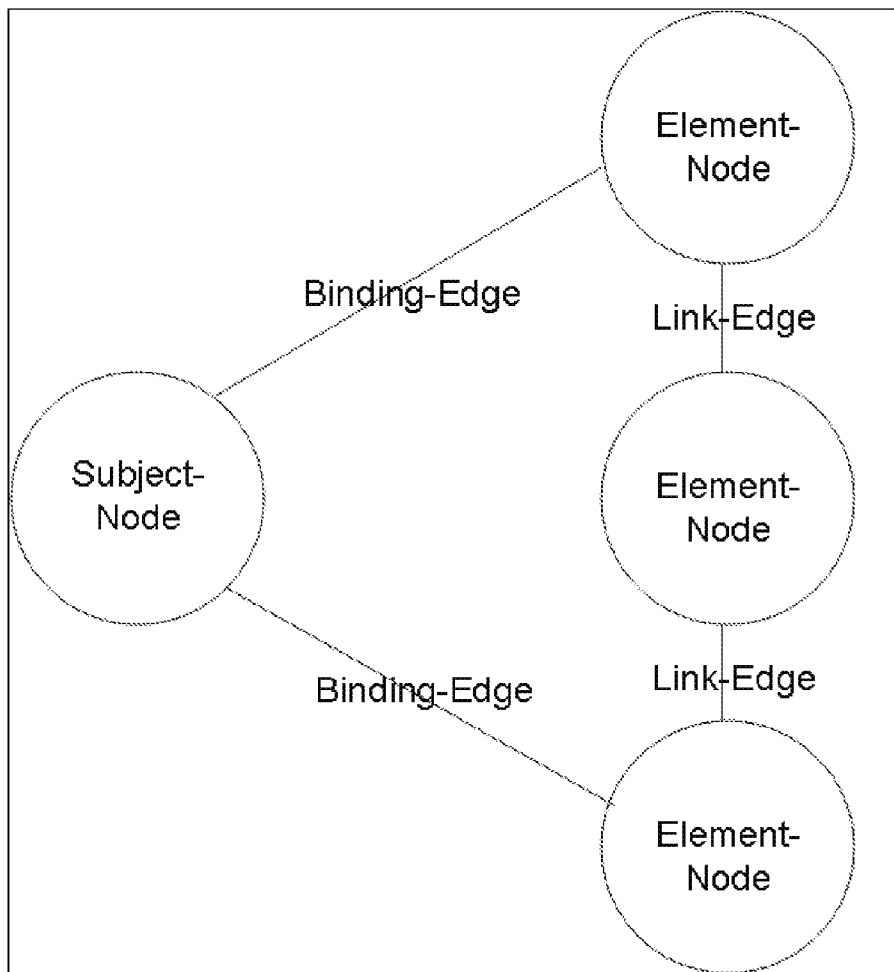 Element-
Node
Binding-Edge
Link-Edge
Subject-
Node
Element-
Node
Binding-Edge
Link-Edge
Element-
Node